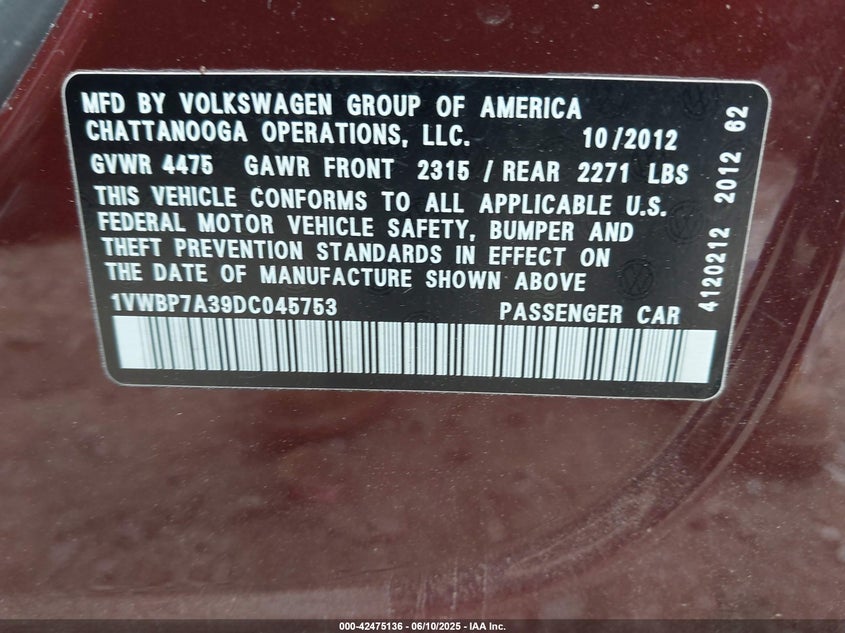 MFD BY VOLKSWAGEN GROUP OF AMERICA
CHATTANOOGA OPERATIONS, LLC. 10/2012
GVWR 4475 GAWR FRONT 2315 / REAR 2271 LBS
THIS VEHICLE CONFORMS TO ALL APPLICABLE U.S.
FEDERAL MOTOR VEHICLE SAFETY, BUMPER AND
THEFT PREVENTION STANDARDS IN EFFECT ON
THE DATE OF MANUFACTURE SHOWN ABOVE
1VWBP7A39DC045753 PASSENGER CAR
4120212 2012 62
000-42475136 - 06/10/2025 - IAA Inc.